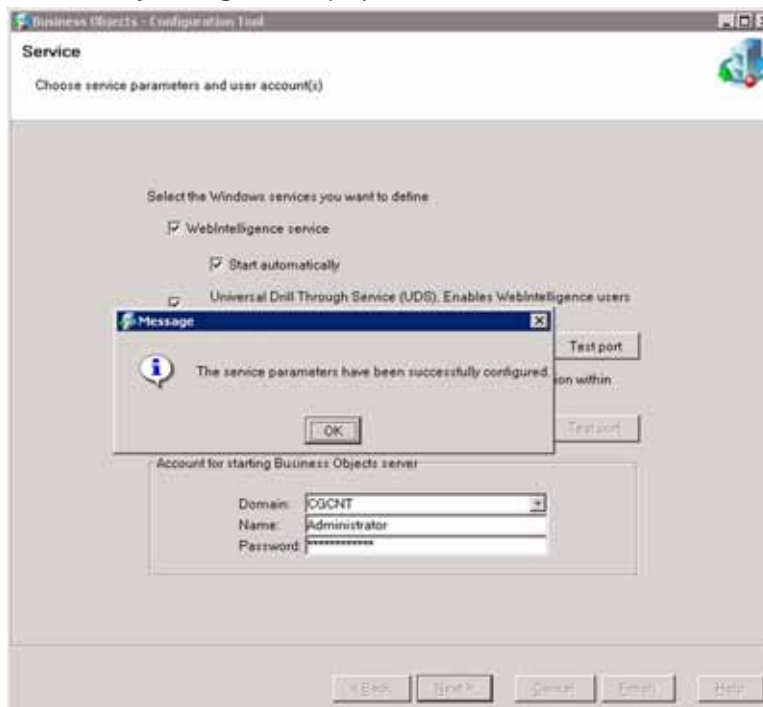 Business Objects - Configuration Tool
Service
Choose service parameters and user account(s)
Select the Windows services you want to define
WebIntelligence service
Start automatically
Universal Drill Through Service (UDS). Enables WebIntelligence users
Message
Test port
The service parameters have been successfully configured.
ion within
OK
Test port
Account for starting Business Objects server
Domain: CGCNT
Name: Administrator
Password: ************
< Back Next > Cancel Finish Help